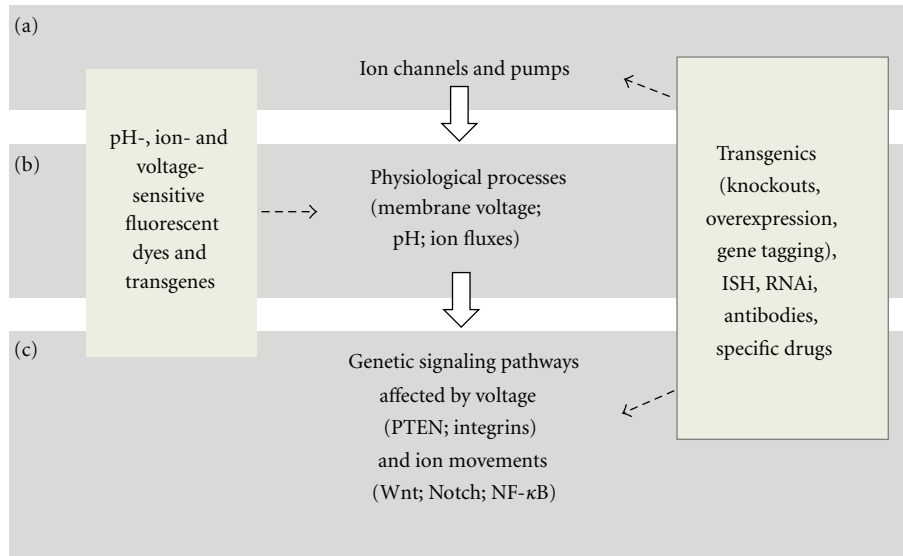 (a)
Ion channels and pumps
pH-, ion- and
voltage-
sensitive
fluorescent
dyes and
transgenes
(b)
Physiological processes
(membrane voltage;
pH; ion fluxes)
Transgenics
(knockouts,
overexpression,
gene tagging),
ISH, RNAi,
antibodies,
specific drugs
(c)
Genetic signaling pathways
affected by voltage
(PTEN; integrins)
and ion movements
(Wnt; Notch; NF-κB)